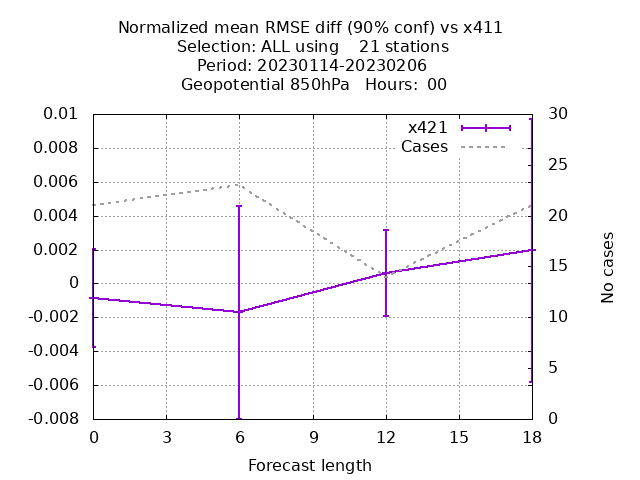 Normalized mean RMSE diff (90% conf) vs x411
Selection: ALL using    21 stations
Period: 20230114-20230206
Geopotential 850hPa   Hours:  00
x421
Cases
0.01
0.008
0.006
0.004
0.002
0
-0.002
-0.004
-0.006
-0.008
30
25
20
15
10
5
0
No cases
0 3 6 9 12 15 18
Forecast length